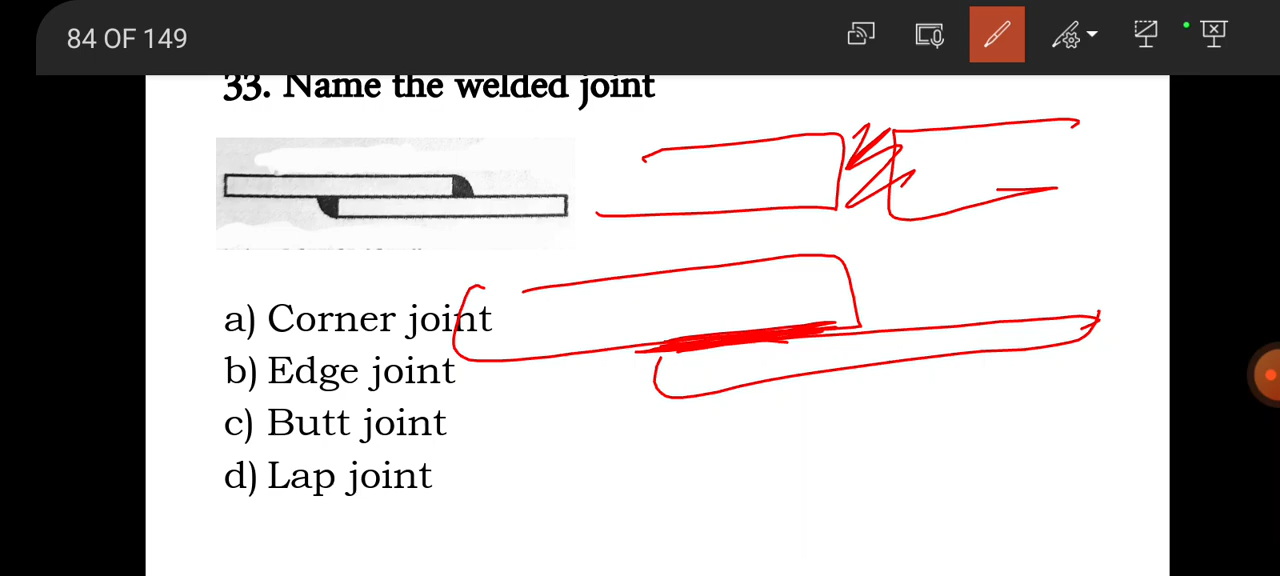 84 OF 149
33. Name the welded joint
a) Corner joint
b) Edge joint
c) Butt joint
d) Lap joint